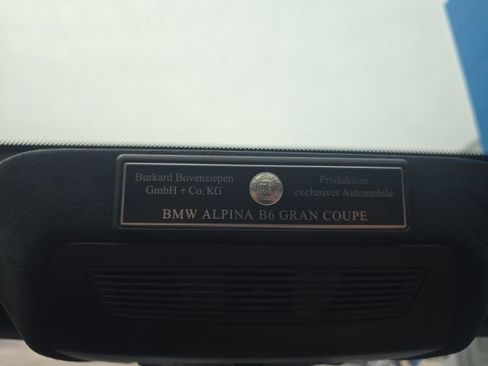 Burkard Bovensiepen
GmbH + Co. KG
Produktion
exclusiver Automobile
BMW ALPINA B6 GRAN COUPE